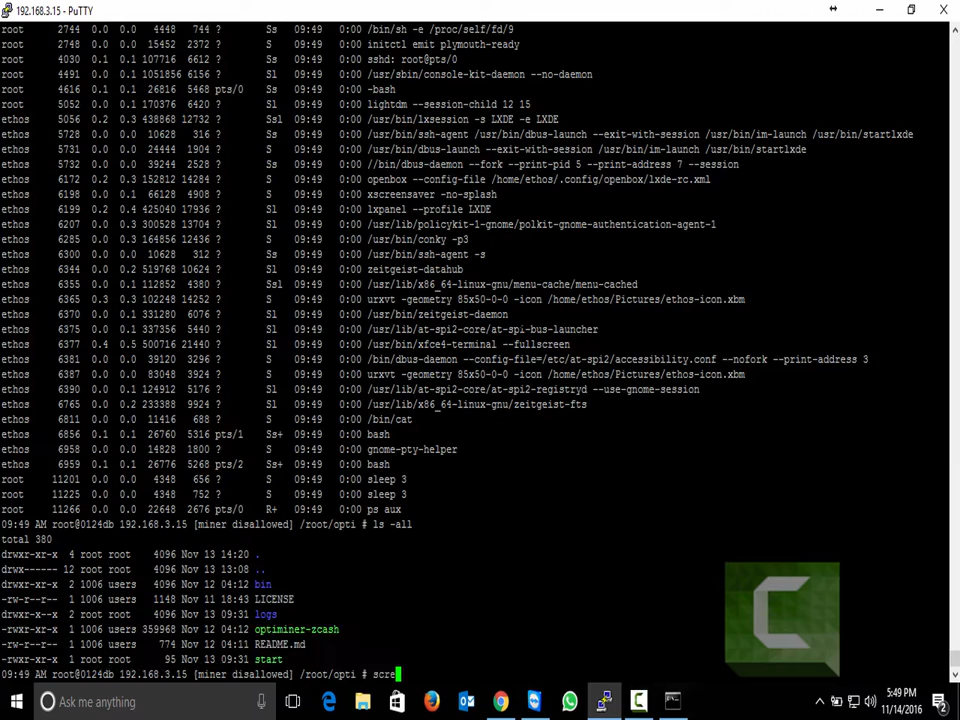 192.168.3.15 - PuTTY
root 2744 0.0 0.0 4448 744 ? Ss 09:49 0:00 /bin/sh -e /proc/self/fd/9
root 2748 0.0 0.0 15452 2372 ? S 09:49 0:00 initctl emit plymouth-ready
root 4030 0.1 0.1 107716 6612 ? Ss 09:49 0:00 sshd: root@pts/0
root 4491 0.0 0.1 1051856 6156 ? Sl 09:49 0:00 /usr/sbin/console-kit-daemon --no-daemon
root 4616 0.1 0.1 26816 5468 pts/0 Ss 09:49 0:00 -bash
root 5052 0.0 0.1 170376 6420 ? Sl 09:49 0:00 lightdm --session-child 12 15
ethos 5056 0.2 0.3 438868 12732 ? Ssl 09:49 0:00 /usr/bin/lxsession -s LXDE -e LXDE
ethos 5728 0.0 0.0 10628 316 ? Ss 09:49 0:00 /usr/bin/ssh-agent /usr/bin/dbus-launch --exit-with-session /usr/bin/im-launch /usr/bin/startlxde
ethos 5731 0.0 0.0 24444 1904 ? S 09:49 0:00 /usr/bin/dbus-launch --exit-with-session /usr/bin/im-launch /usr/bin/startlxde
ethos 5732 0.0 0.0 39244 2528 ? Ss 09:49 0:00 //bin/dbus-daemon --fork --print-pid 5 --print-address 7 --session
ethos 6172 0.2 0.3 152812 14284 ? S 09:49 0:00 openbox --config-file /home/ethos/.config/openbox/lxde-rc.xml
ethos 6198 0.0 0.1 66128 4908 ? S 09:49 0:00 xscreensaver -no-splash
ethos 6199 0.2 0.4 425040 17936 ? Sl 09:49 0:00 lxpanel --profile LXDE
ethos 6207 0.0 0.3 300828 13704 ? Sl 09:49 0:00 /usr/lib/policykit-1-gnome/polkit-gnome-authentication-agent-1
ethos 6285 0.0 0.3 164856 12436 ? S 09:49 0:00 /usr/bin/conky -p3
ethos 6300 0.0 0.0 10628 312 ? Ss 09:49 0:00 /usr/bin/ssh-agent -s
ethos 6344 0.0 0.2 519768 10624 ? Sl 09:49 0:00 zeitgeist-datahub
ethos 6355 0.0 0.1 112852 4380 ? Ssl 09:49 0:00 /usr/lib/x86_64-linux-gnu/menu-cache/menu-cached
ethos 6365 0.3 0.3 102248 14252 ? S 09:49 0:00 urxvt -geometry 85x50-0-0 -icon /home/ethos/Pictures/ethos-icon.xbm
ethos 6370 0.0 0.1 331280 6076 ? Sl 09:49 0:00 /usr/bin/zeitgeist-daemon
ethos 6375 0.0 0.1 337356 5440 ? Sl 09:49 0:00 /usr/lib/at-spi2-core/at-spi-bus-launcher
ethos 6377 0.4 0.5 500716 21440 ? Sl 09:49 0:00 /usr/bin/xfce4-terminal --fullscreen
ethos 6381 0.0 0.0 39120 3296 ? S 09:49 0:00 /bin/dbus-daemon --config-file=/etc/at-spi2/accessibility.conf --nofork --print-address 3
ethos 6387 0.0 0.0 83048 3924 ? S 09:49 0:00 urxvt -geometry 85x50-0-0 -icon /home/ethos/Pictures/ethos-icon.xbm
ethos 6390 0.0 0.1 124912 5176 ? Sl 09:49 0:00 /usr/lib/at-spi2-core/at-spi2-registryd --use-gnome-session
ethos 6765 0.0 0.2 233388 9924 ? Sl 09:49 0:00 /usr/lib/x86_64-linux-gnu/zeitgeist-fts
ethos 6811 0.0 0.0 11416 688 ? S 09:49 0:00 /bin/cat
ethos 6856 0.1 0.1 26760 5316 pts/1 Ss+ 09:49 0:00 bash
ethos 6958 0.0 0.0 14828 1800 ? S 09:49 0:00 gnome-pty-helper
ethos 6959 0.1 0.1 26776 5268 pts/2 Ss+ 09:49 0:00 bash
root 11201 0.0 0.0 4348 656 ? S 09:49 0:00 sleep 3
root 11225 0.0 0.0 4348 752 ? S 09:49 0:00 sleep 3
root 11266 0.0 0.0 22648 2676 pts/0 R+ 09:49 0:00 ps aux
09:49 AM root@0124db 192.168.3.15 [miner disallowed] /root/opti # ls -all
total 380
drwxr-xr-x 4 root root 4096 Nov 13 14:20 .
drwx------ 12 root root 4096 Nov 13 13:08 ..
drwxr-xr-x 2 1006 users 4096 Nov 12 04:12 bin
-rw-r--r-- 1 1006 users 1148 Nov 11 18:43 LICENSE
drwxr-x--x 2 root root 4096 Nov 13 09:31 logs
-rwxr-xr-x 1 1006 users 359968 Nov 12 04:12 optiminer-zcash
-rw-r--r-- 1 1006 users 774 Nov 12 04:11 README.md
-rwxr-xr-x 1 root root 95 Nov 13 09:31 start
09:49 AM root@0124db 192.168.3.15 [miner disallowed] /root/opti # scre
Ask me anything
5:49 PM
11/14/2016
2